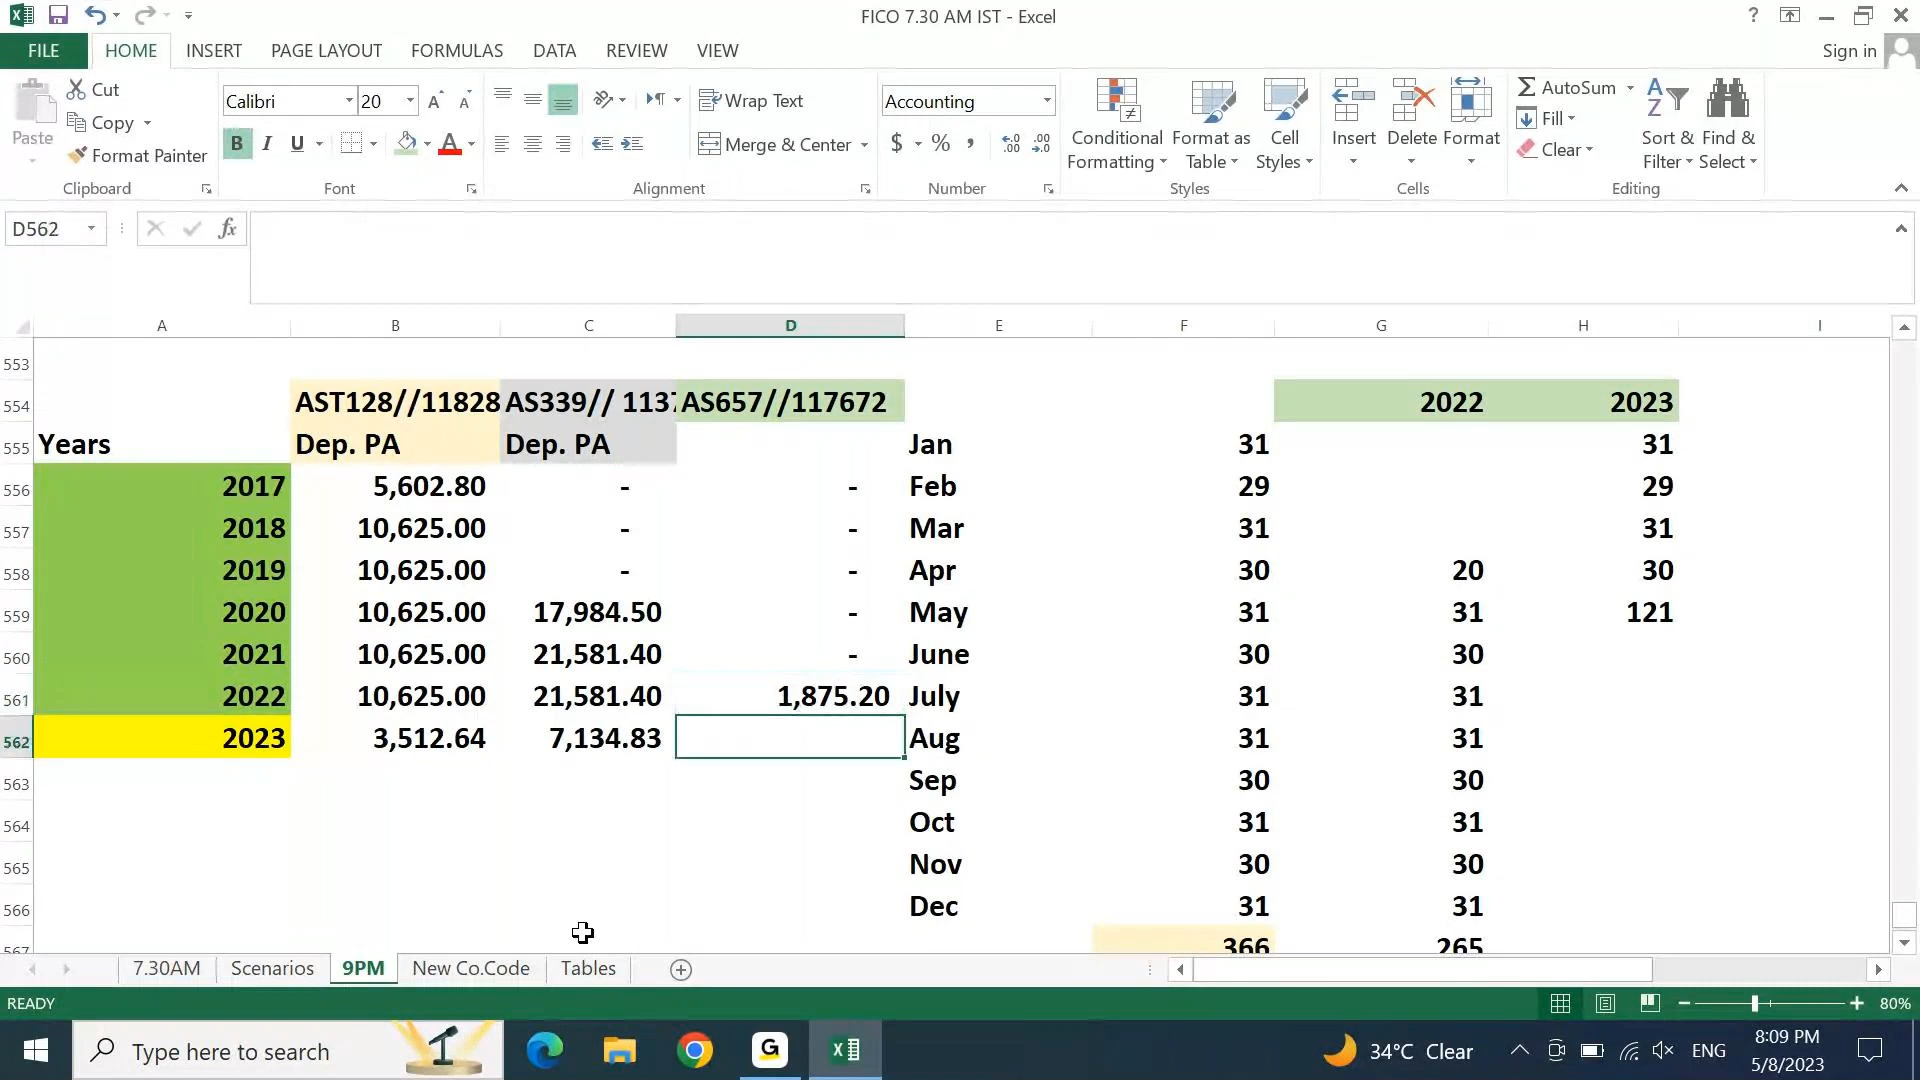 FICO 7.30 AM IST - Excel
?
FILE HOME INSERT PAGE LAYOUT FORMULAS DATA REVIEW VIEW Sign in
Paste
Cut
Copy
Format Painter
Clipboard
Calibri 20
B I U
Font
Wrap Text
Merge & Center
Alignment
Accounting
$ % ,
Number
Conditional Formatting
Format as Table
Cell Styles
Styles
Insert Delete Format
Cells
AutoSum
Fill
Clear
Sort & Filter
Find & Select
Editing
D562 fx
A B C D E F G H I
553
554 AST128//11828 AS339// 1137 AS657//117672 2022 2023
555 Years Dep. PA Dep. PA Jan 31 31
556 2017 5,602.80 - - Feb 29 29
557 2018 10,625.00 - - Mar 31 31
558 2019 10,625.00 - - Apr 30 20 30
559 2020 10,625.00 17,984.50 - May 31 31 121
560 2021 10,625.00 21,581.40 - June 30 30
561 2022 10,625.00 21,581.40 1,875.20 July 31 31
562 2023 3,512.64 7,134.83 Aug 31 31
563 Sep 30 30
564 Oct 31 31
565 Nov 30 30
566 Dec 31 31
567 366 265
7.30AM Scenarios 9PM New Co.Code Tables
READY 80%
Type here to search
34°C Clear
ENG
8:09 PM
5/8/2023